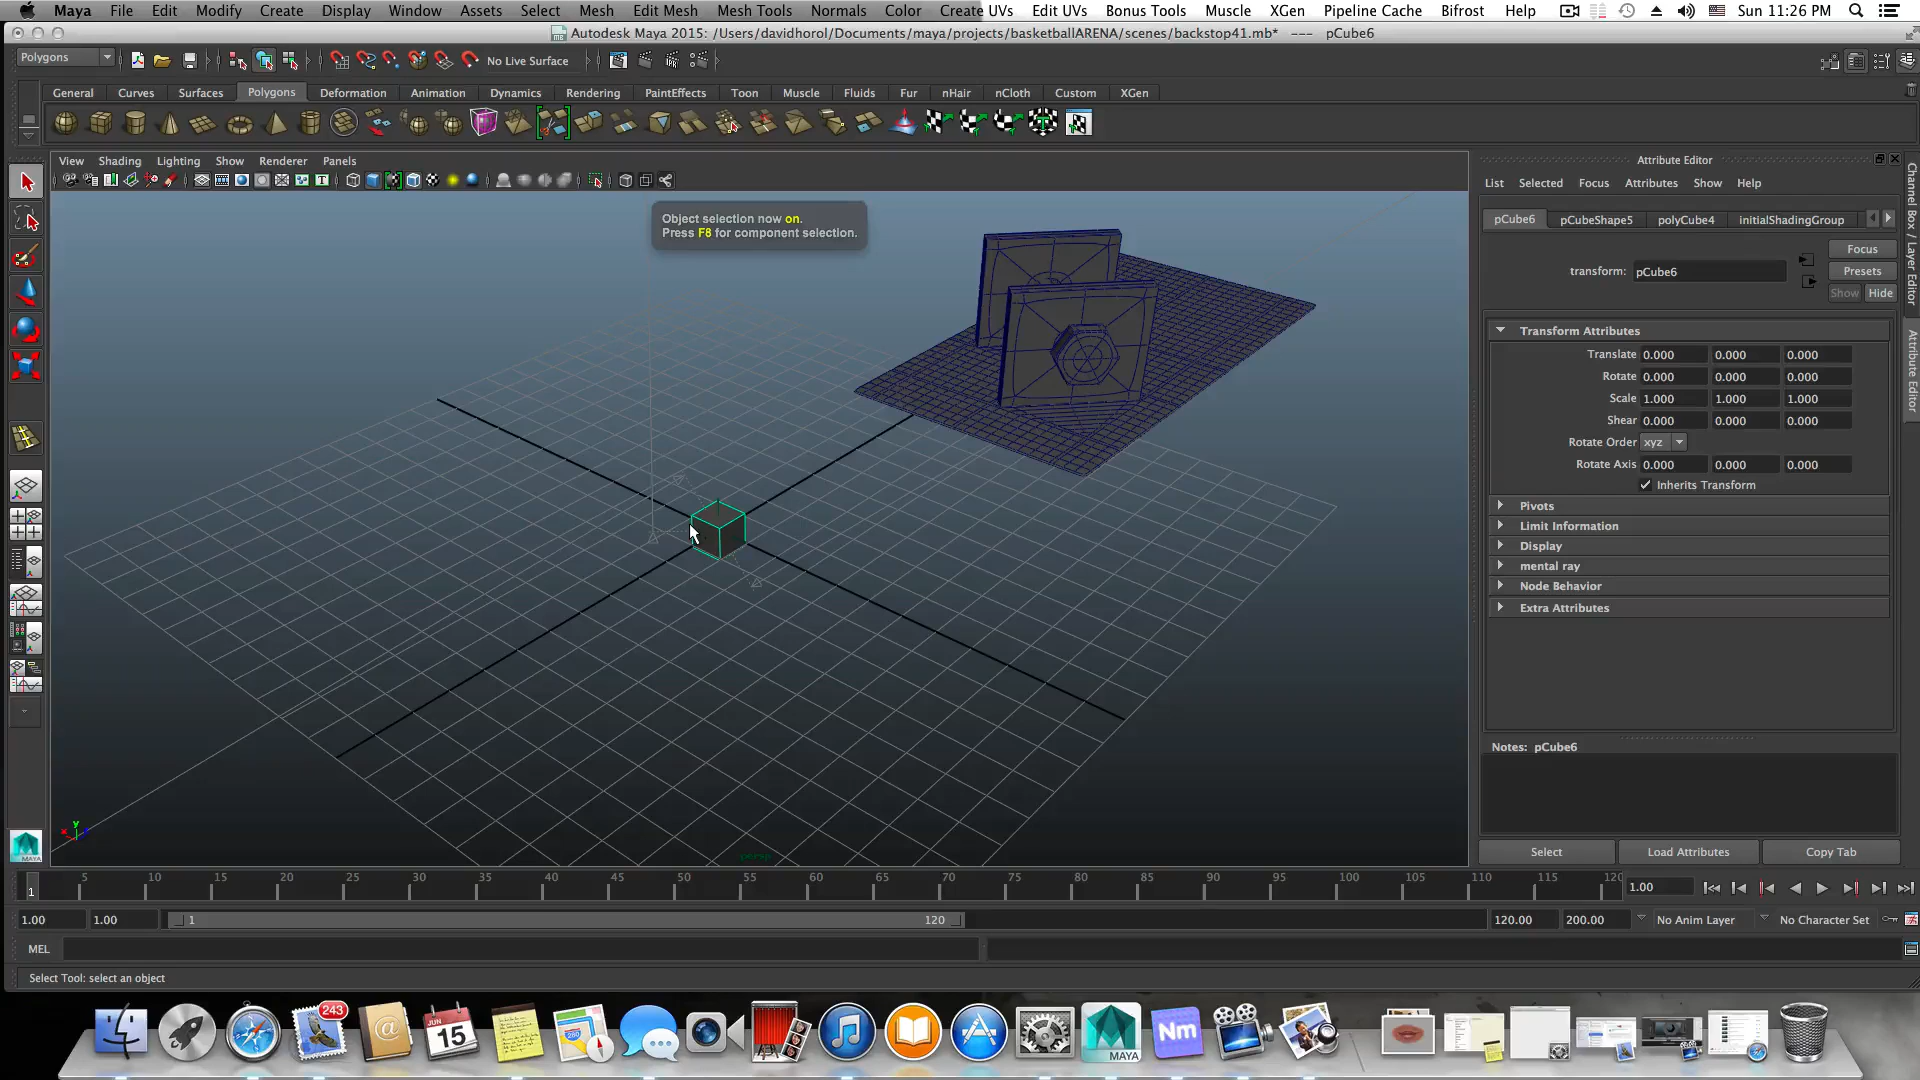 Maya File Edit Modify Create Display Window Assets Select Mesh Edit Mesh Mesh Tools Normals Color Create UVs Edit UVs Bonus Tools Muscle XGen Pipeline Cache Bifrost Help Sun 11:26 PM
Autodesk Maya 2015: /Users/davidhorol/Documents/maya/projects/basketballARENA/scenes/backstop41.mb* --- pCube6
Polygons No Live Surface
General Curves Surfaces Polygons Deformation Animation Dynamics Rendering PaintEffects Toon Muscle Fluids Fur nHair nCloth Custom XGen
View Shading Lighting Show Renderer Panels
Object selection now on.
Press F8 for component selection.
persp
Attribute Editor
List Selected Focus Attributes Show Help
pCube6 pCubeShape5 polyCube4 initialShadingGroup
Focus
transform: pCube6
Presets
Show Hide
Transform Attributes
Translate 0.000 0.000 0.000
Rotate 0.000 0.000 0.000
Scale 1.000 1.000 1.000
Shear 0.000 0.000 0.000
Rotate Order xyz
Rotate Axis 0.000 0.000 0.000
Inherits Transform
Pivots
Limit Information
Display
mental ray
Node Behavior
Extra Attributes
Notes: pCube6
Select Load Attributes Copy Tab
Channel Box / Layer Editor
Attribute Editor
MAYA
1 5 10 15 20 25 30 35 40 45 50 55 60 65 70 75 80 85 90 95 100 105 110 115 120 1.00
1.00 1.00 1 120 120.00 200.00 No Anim Layer No Character Set
MEL
Select Tool: select an object
243
JUN
15
280
MAYA
Nm